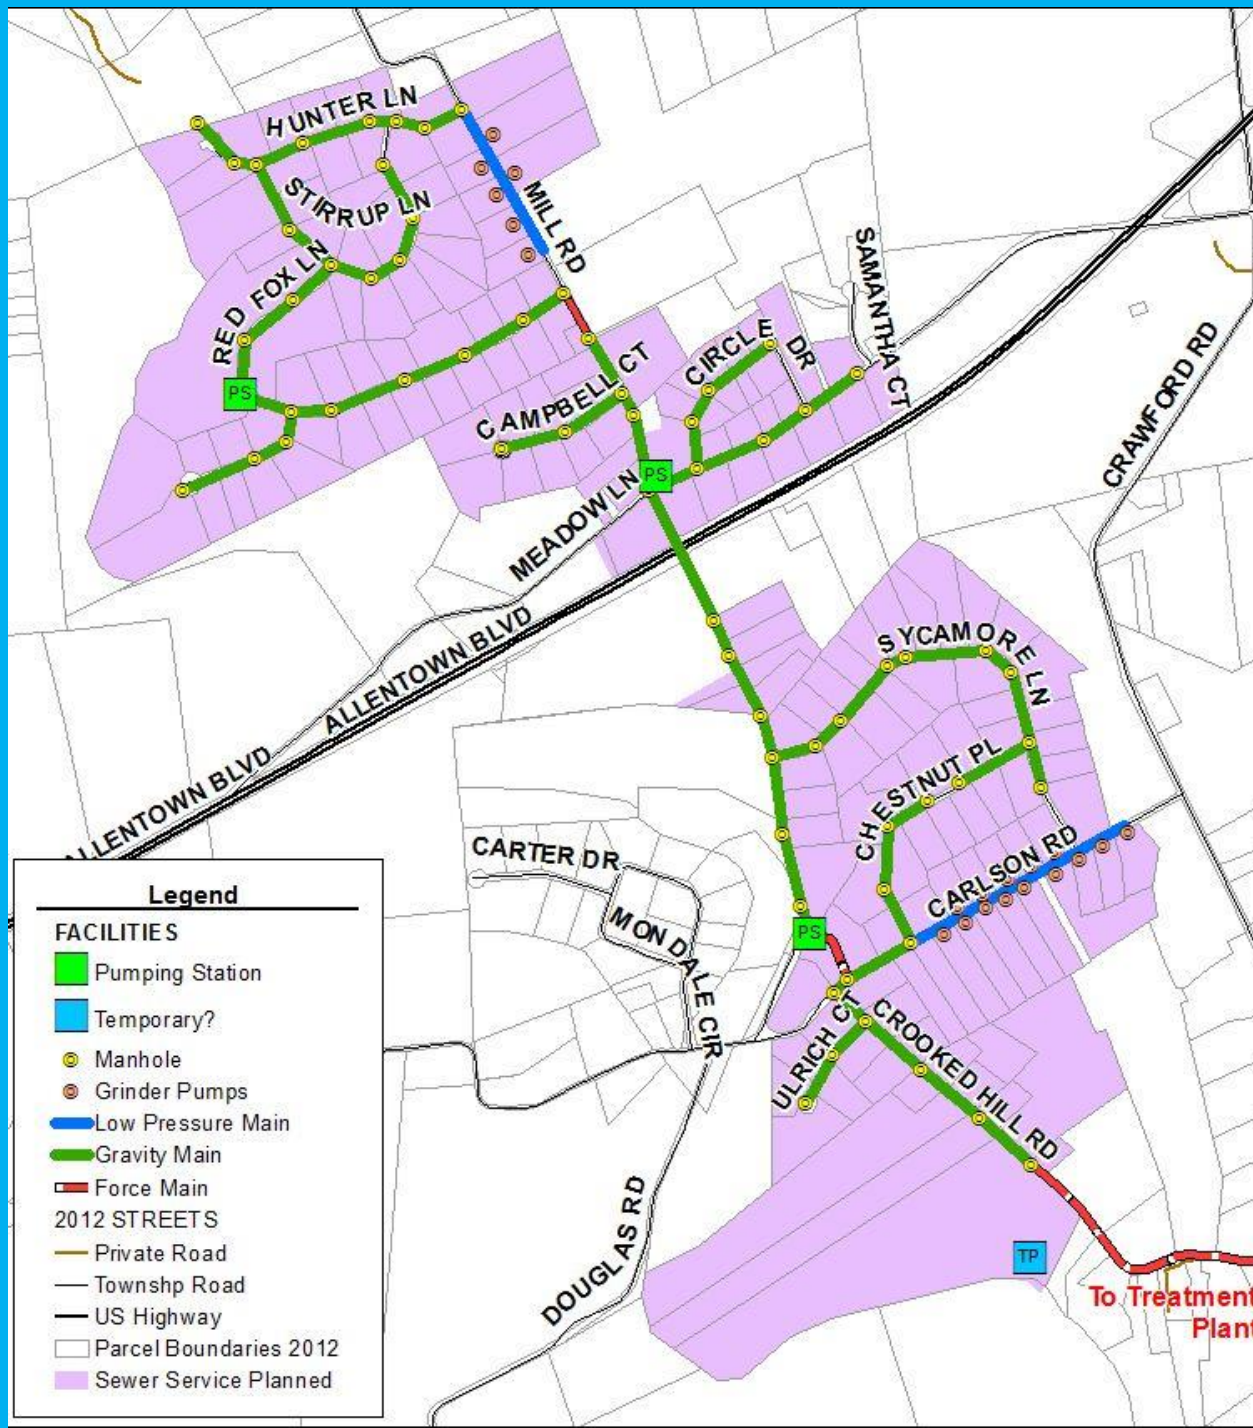 HUNTER LN
STIRRUP LN
MILL RD
RED FOX LN
SAMANTHA CT
CIRCLE DR
CAMPBELL CT
PS
PS
MEADOW LN
CRAWFORD RD
ALLENTOWN BLVD
ALLENTOWN BLVD
SYCAMORE LN
CHESTNUT PL
CARLSON RD
CARTER DR
MONDALE CIR
PS
ULRICH CT
CROOKED HILL RD
DOUGLAS RD
TP
To Treatment
Plant
Legend
FACILITIES
Pumping Station
Temporary?
Manhole
Grinder Pumps
Low Pressure Main
Gravity Main
Force Main
2012 STREETS
Private Road
Townshp Road
US Highway
Parcel Boundaries 2012
Sewer Service Planned